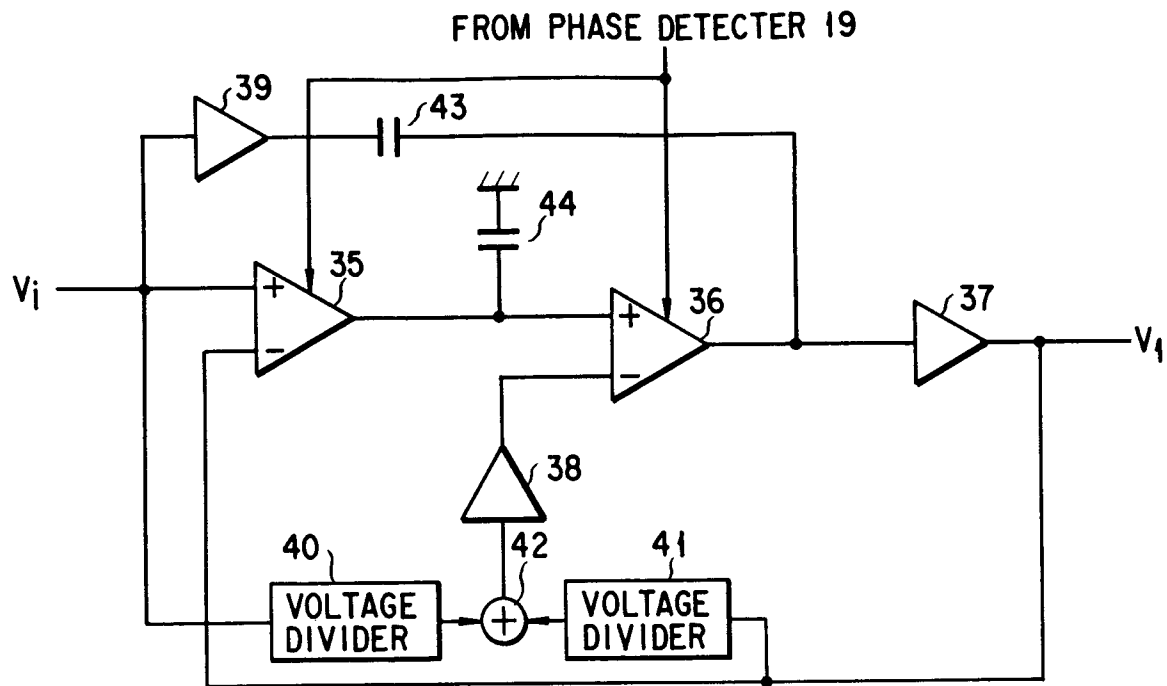 FROM PHASE DETECTER 19
39
43
44
Vi
+
35
−
+
36
−
37
V1
38
40
42
41
VOLTAGE
DIVIDER
+
VOLTAGE
DIVIDER